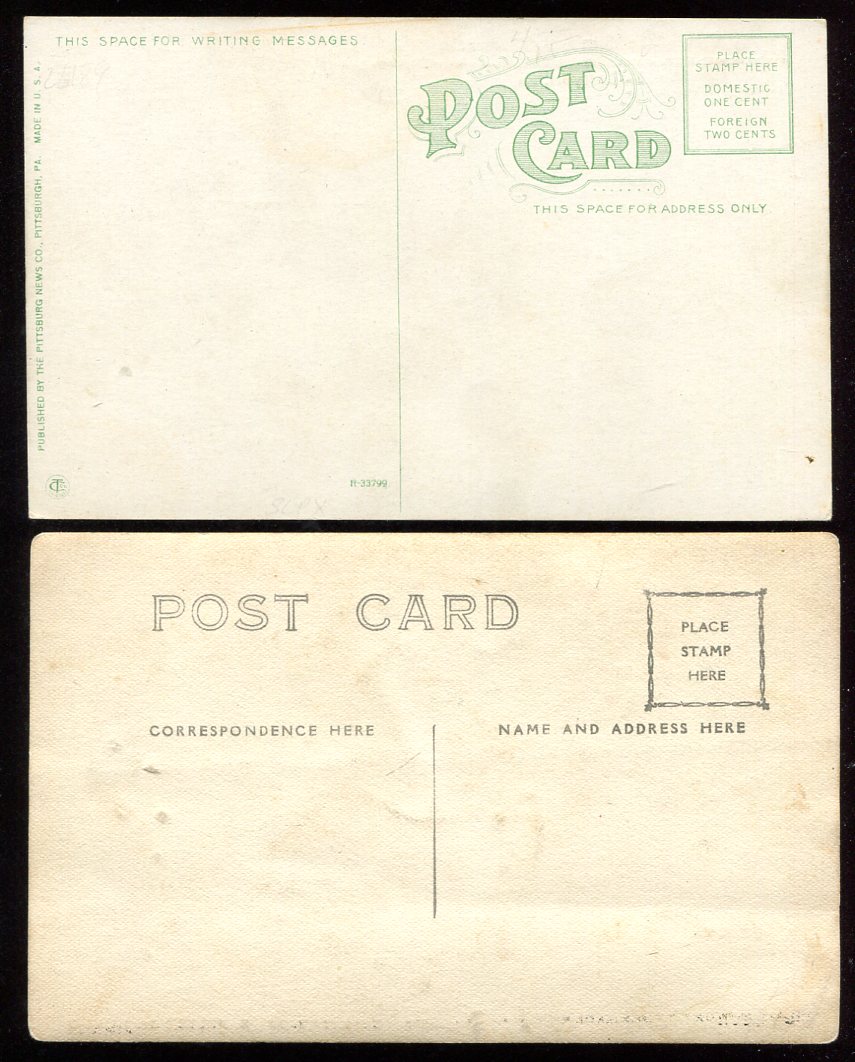 THIS SPACE FOR WRITING MESSAGES.
POST
CARD
PLACE
STAMP HERE
DOMESTIC
ONE CENT
FOREIGN
TWO CENTS
THIS SPACE FOR ADDRESS ONLY
PUBLISHED BY THE PITTSBURG NEWS CO., PITTSBURGH, PA. MADE IN U. S. A.
R-33799
POST CARD
PLACE
STAMP
HERE
CORRESPONDENCE HERE
NAME AND ADDRESS HERE